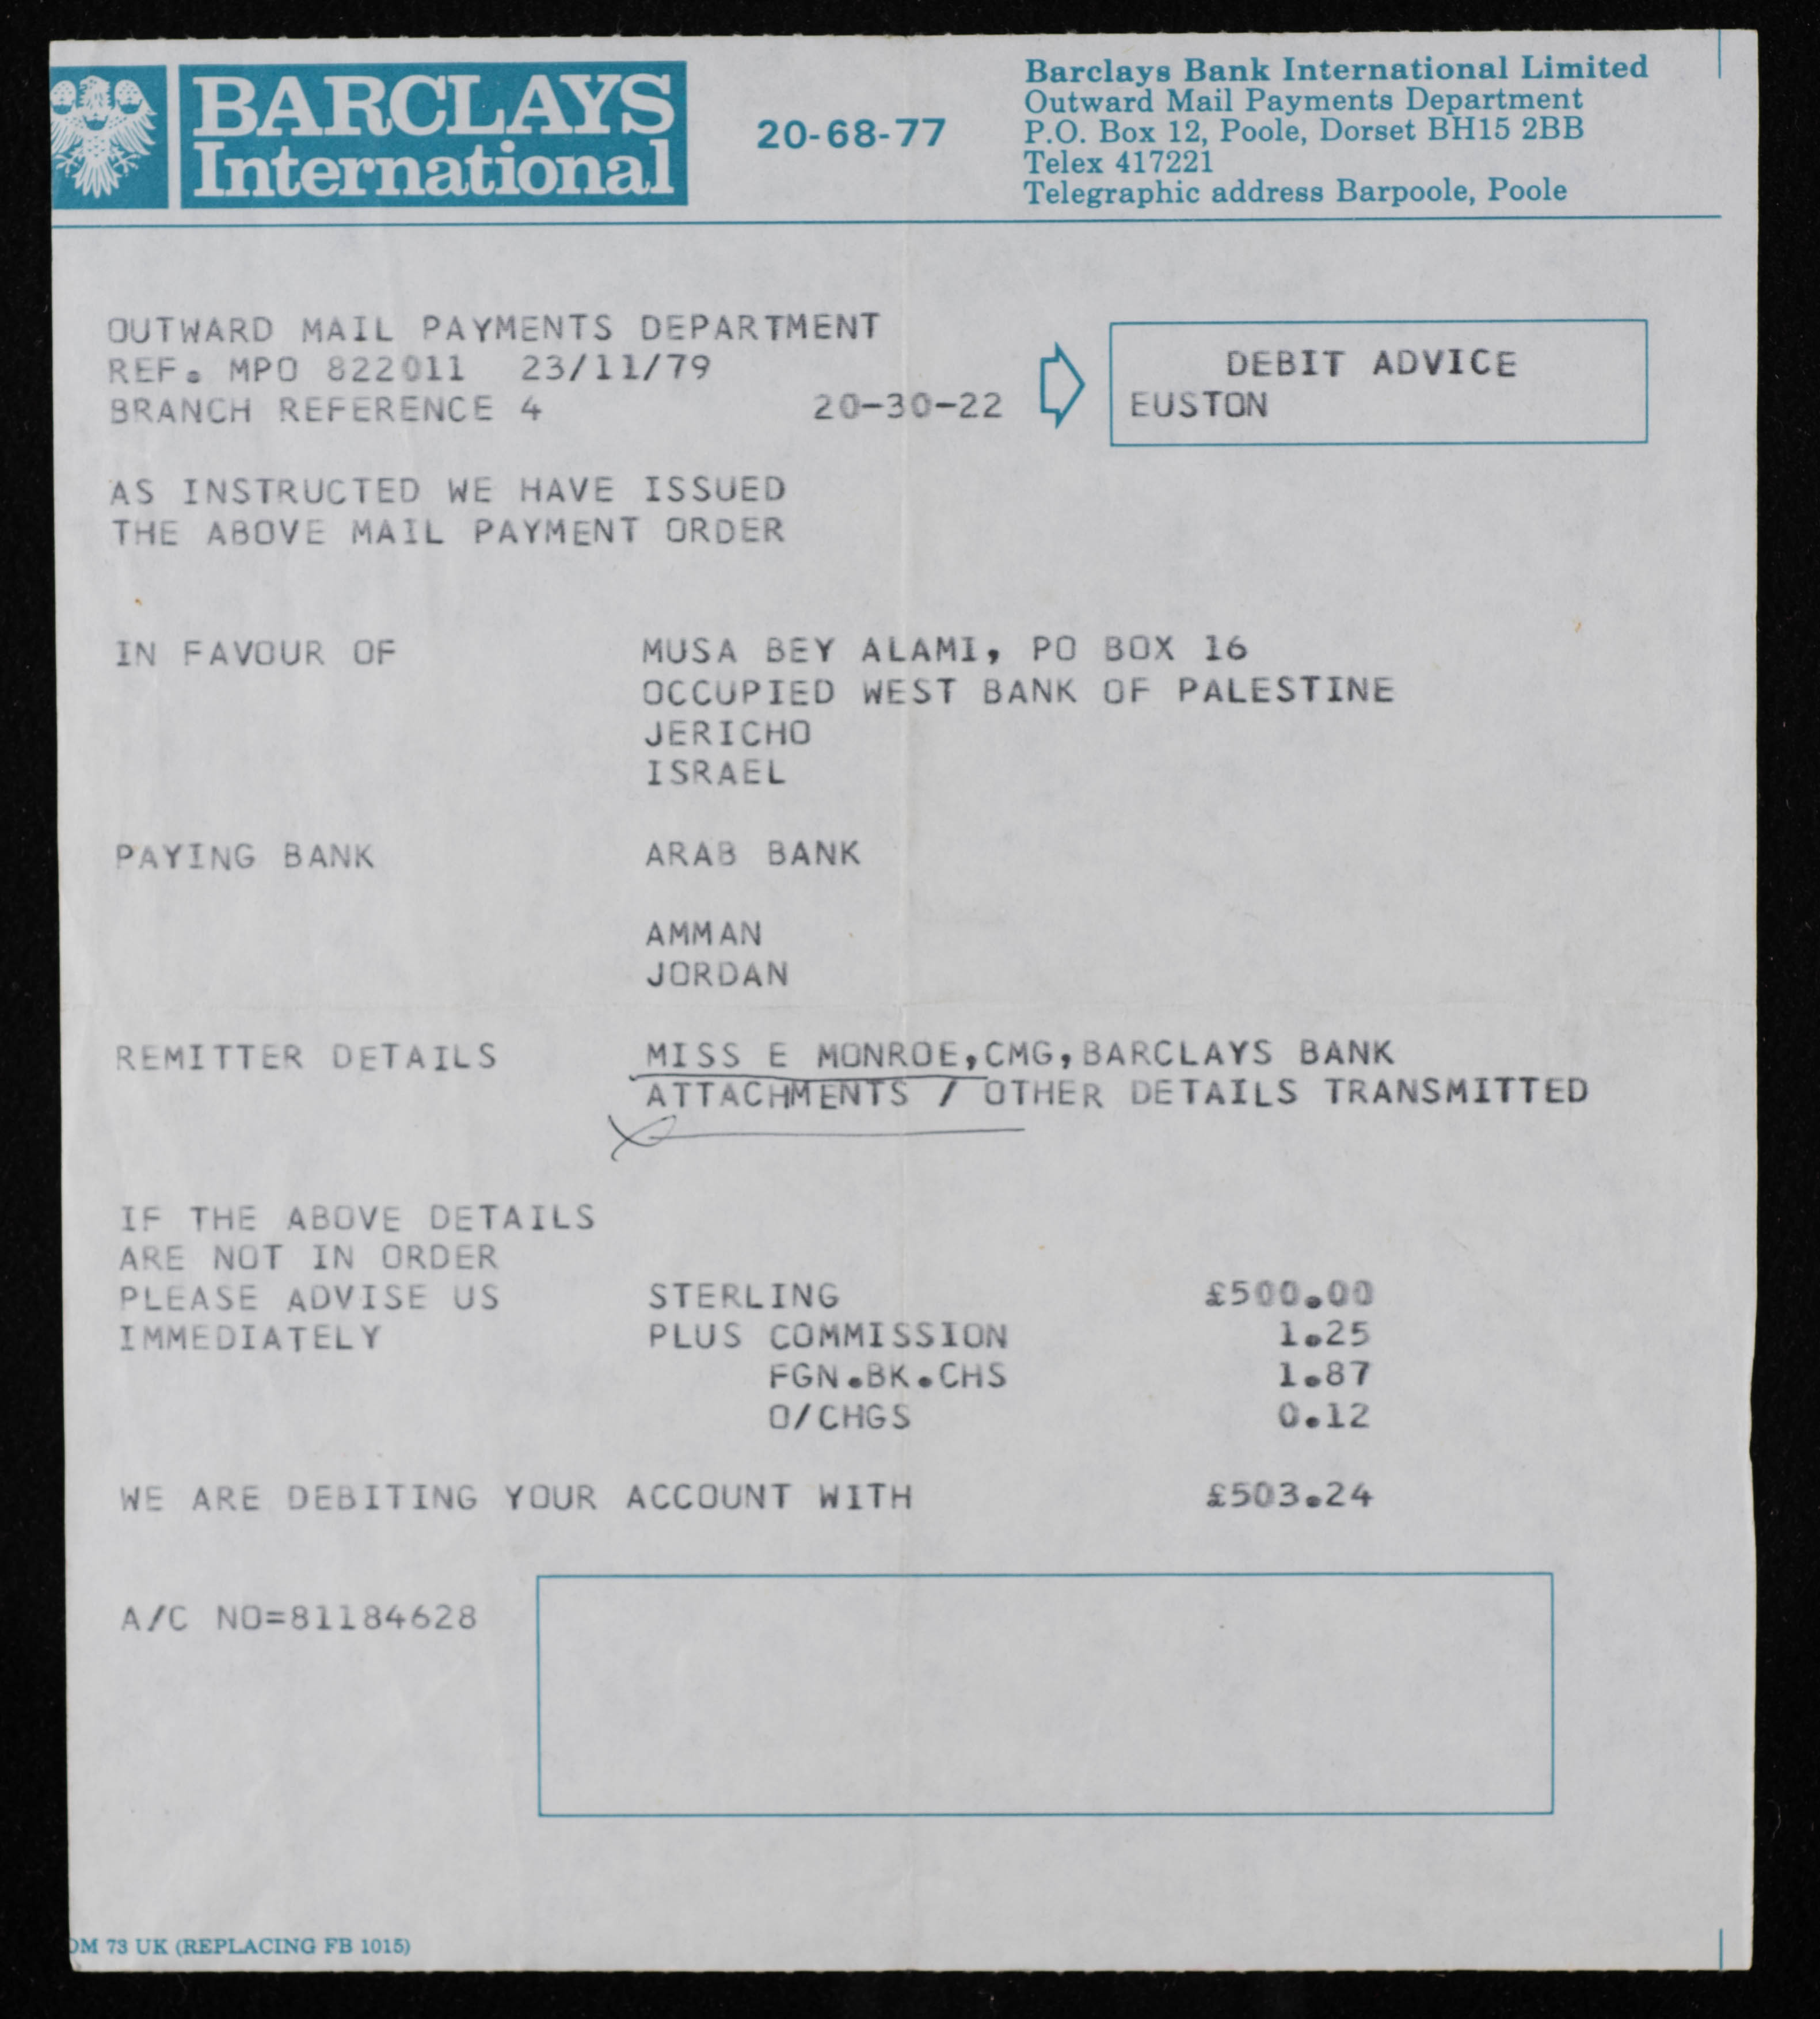 BARCLAYS
International
20-68-77
Barclays Bank International Limited
Outward Mail Payments Department
P.O. Box 12, Poole, Dorset BH15 2BB
Telex 417221
Telegraphic address Barpoole, Poole
OUTWARD MAIL PAYMENTS DEPARTMENT
REF. MPO 822011 23/11/79
BRANCH REFERENCE 4 20-30-22
DEBIT ADVICE
EUSTON
AS INSTRUCTED WE HAVE ISSUED
THE ABOVE MAIL PAYMENT ORDER
IN FAVOUR OF MUSA BEY ALAMI, PO BOX 16
OCCUPIED WEST BANK OF PALESTINE
JERICHO
ISRAEL
PAYING BANK ARAB BANK
AMMAN
JORDAN
REMITTER DETAILS MISS E MONROE,CMG,BARCLAYS BANK
ATTACHMENTS / OTHER DETAILS TRANSMITTED
IF THE ABOVE DETAILS
ARE NOT IN ORDER
PLEASE ADVISE US STERLING £500.00
IMMEDIATELY PLUS COMMISSION 1.25
FGN.BK.CHS 1.87
O/CHGS 0.12
WE ARE DEBITING YOUR ACCOUNT WITH £503.24
A/C NO=81184628
OM 73 UK (REPLACING FB 1015)